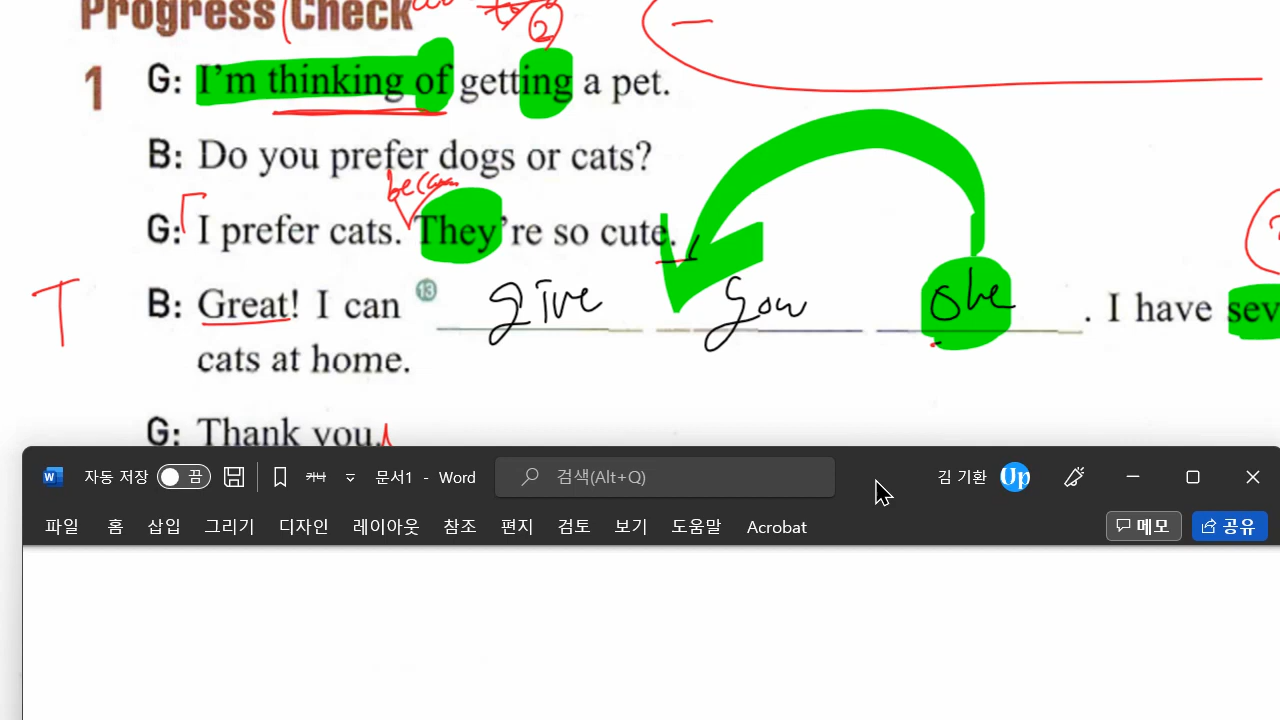 Progress Check
②
1 G: I'm thinking of getting a pet.
B: Do you prefer dogs or cats?
G: I prefer cats. They're so cute.
T B: Great! I can ⑬ give you one. I have sev
cats at home.
G: Thank you.
자동 저장 끔 가나 문서1 - Word 검색(Alt+Q) 김 기환
파일 홈 삽입 그리기 디자인 레이아웃 참조 편지 검토 보기 도움말 Acrobat 메모 공유